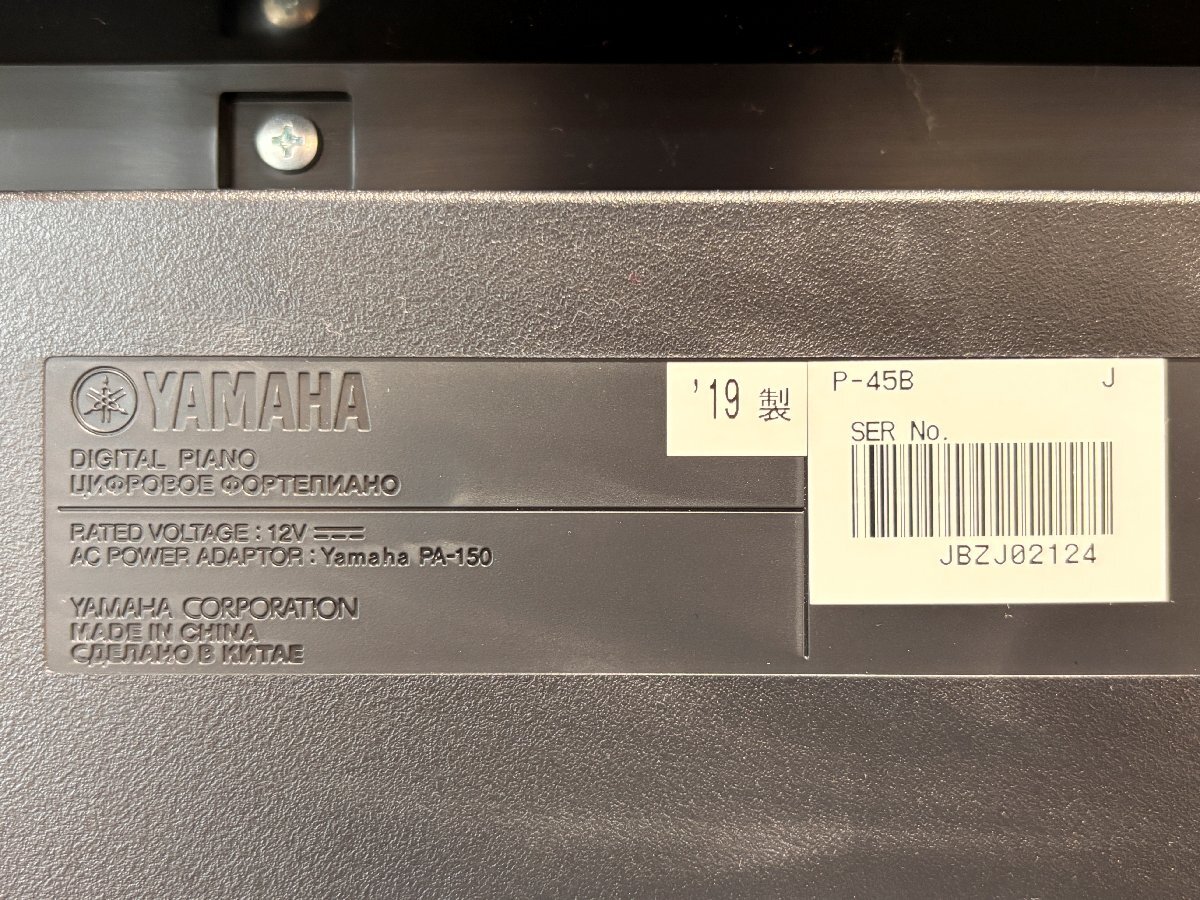 YAMAHA
DIGITAL PIANO
ЦИФРОВОЕ ФОРТЕПИАНО
RATED VOLTAGE : 12V
AC POWER ADAPTOR : Yamaha PA-150
YAMAHA CORPORATION
MADE IN CHINA
СДЕЛАНО В КИТАЕ
'19 製
P-45B J
SER No.
JBZJ02124